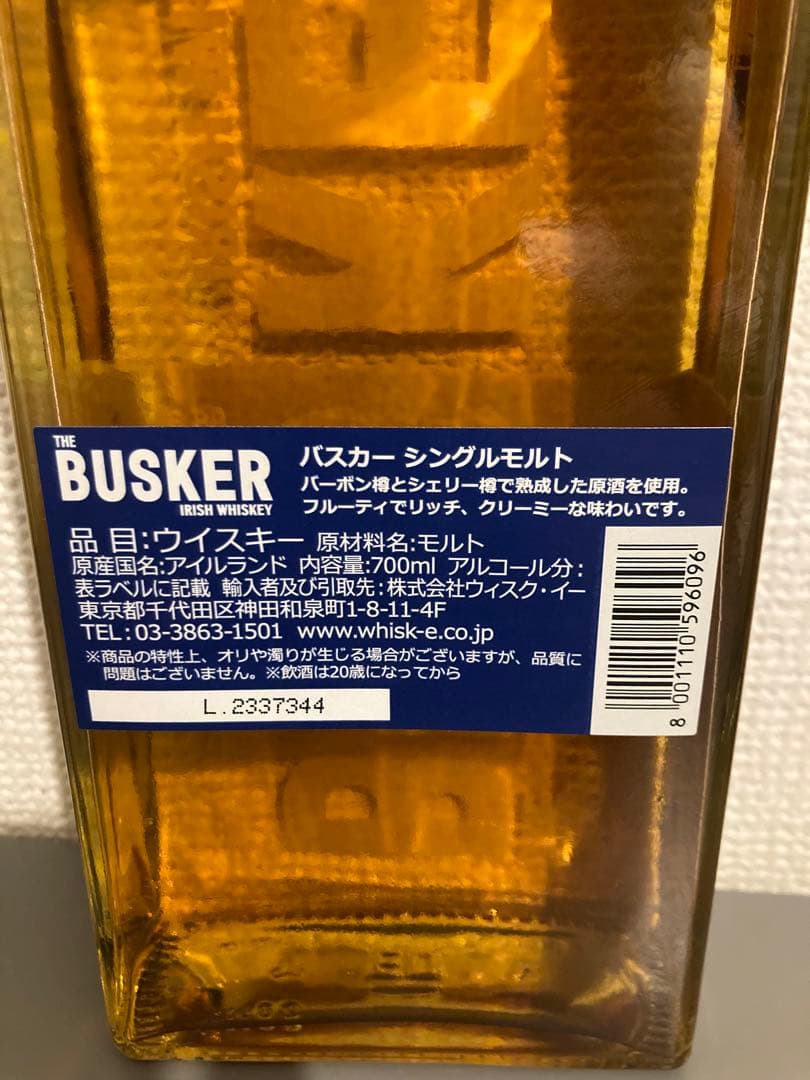 THE
BUSKER
IRISH WHISKEY
バスカー シングルモルト
バーボン樽とシェリー樽で熟成した原酒を使用。
フルーティでリッチ、クリーミーな味わいです。
品 目:ウイスキー 原材料名:モルト
原産国名:アイルランド 内容量:700ml アルコール分:
表ラベルに記載 輸入者及び引取先:株式会社ウィスク・イー
東京都千代田区神田和泉町1-8-11-4F
TEL:03-3863-1501 www.whisk-e.co.jp
※商品の特性上、オリや濁りが生じる場合がございますが、品質に
問題はございません。※飲酒は20歳になってから
L.2337344
8 001110 596096